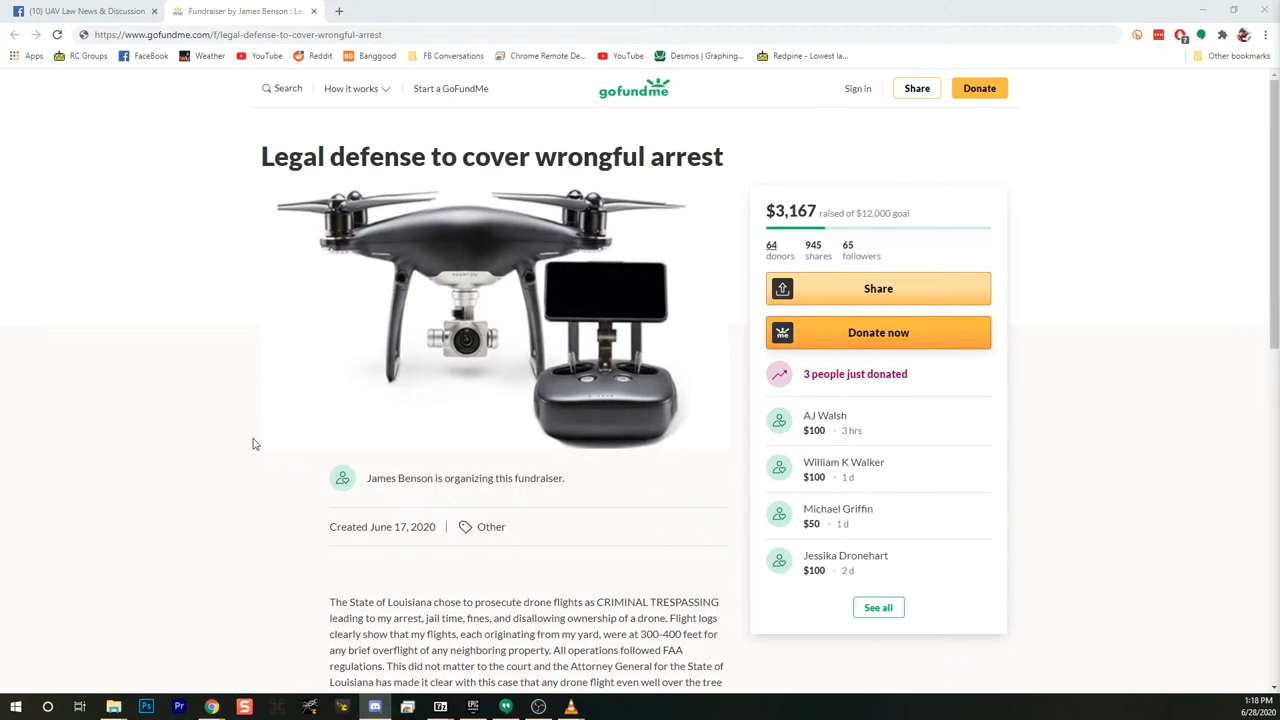 (10) UAV Law News & Discussion
Fundraiser by James Benson : L
https://www.gofundme.com/f/legal-defense-to-cover-wrongful-arrest
Apps
RC Groups
FaceBook
Weather
YouTube
Reddit
Banggood
FB Conversations
Chrome Remote De...
YouTube
Desmos | Graphing...
Redpine - Lowest la...
Other bookmarks
Search
How it works
Start a GoFundMe
gofundme
Sign in
Share
Donate
Legal defense to cover wrongful arrest
PHANTOM
$3,167 raised of $12,000 goal
64 945 65
donors shares followers
Share
me Donate now
3 people just donated
AJ Walsh
$100 · 3 hrs
William K Walker
$100 · 1 d
Michael Griffin
$50 · 1 d
Jessika Dronehart
$100 · 2 d
See all
James Benson is organizing this fundraiser.
Created June 17, 2020 Other
The State of Louisiana chose to prosecute drone flights as CRIMINAL TRESPASSING
leading to my arrest, jail time, fines, and disallowing ownership of a drone. Flight logs
clearly show that my flights, each originating from my yard, were at 300-400 feet for
any brief overflight of any neighboring property. All operations followed FAA
regulations. This did not matter to the court and the Attorney General for the State of
Louisiana has made it clear with this case that any drone flight even well over the tree
1:18 PM
6/28/2020